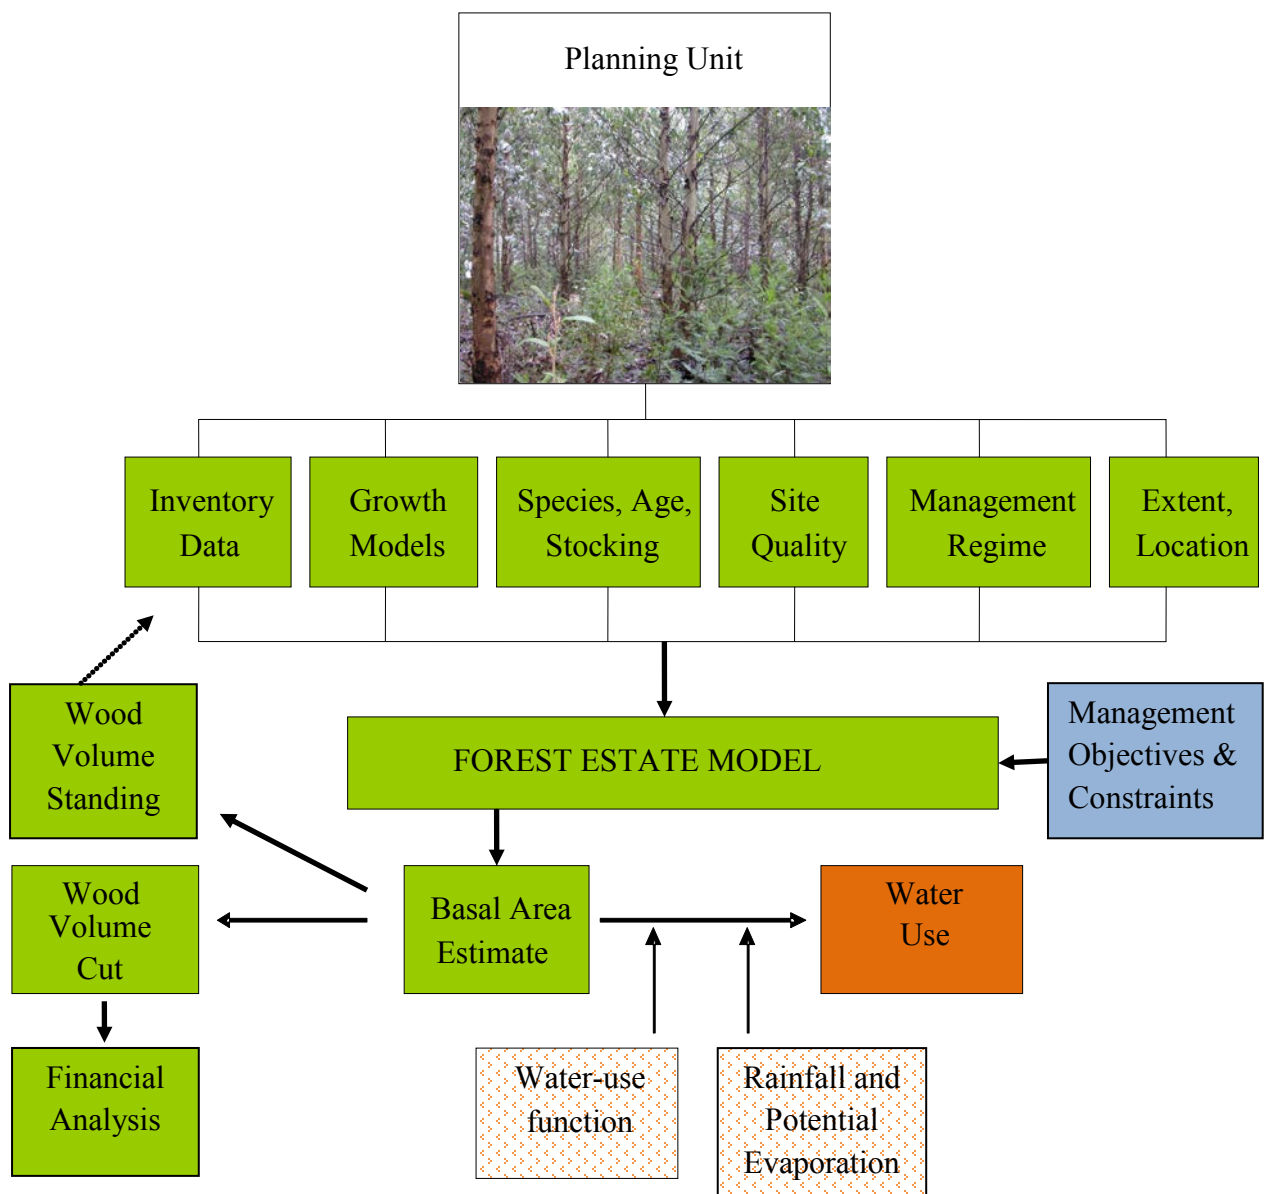 Planning Unit
Inventory
Data
Growth
Models
Species, Age,
Stocking
Site
Quality
Management
Regime
Extent,
Location
Wood
Volume
Standing
FOREST ESTATE MODEL
Management
Objectives &
Constraints
Wood
Volume
Cut
Basal Area
Estimate
Water
Use
Financial
Analysis
Water-use
function
Rainfall and
Potential
Evaporation